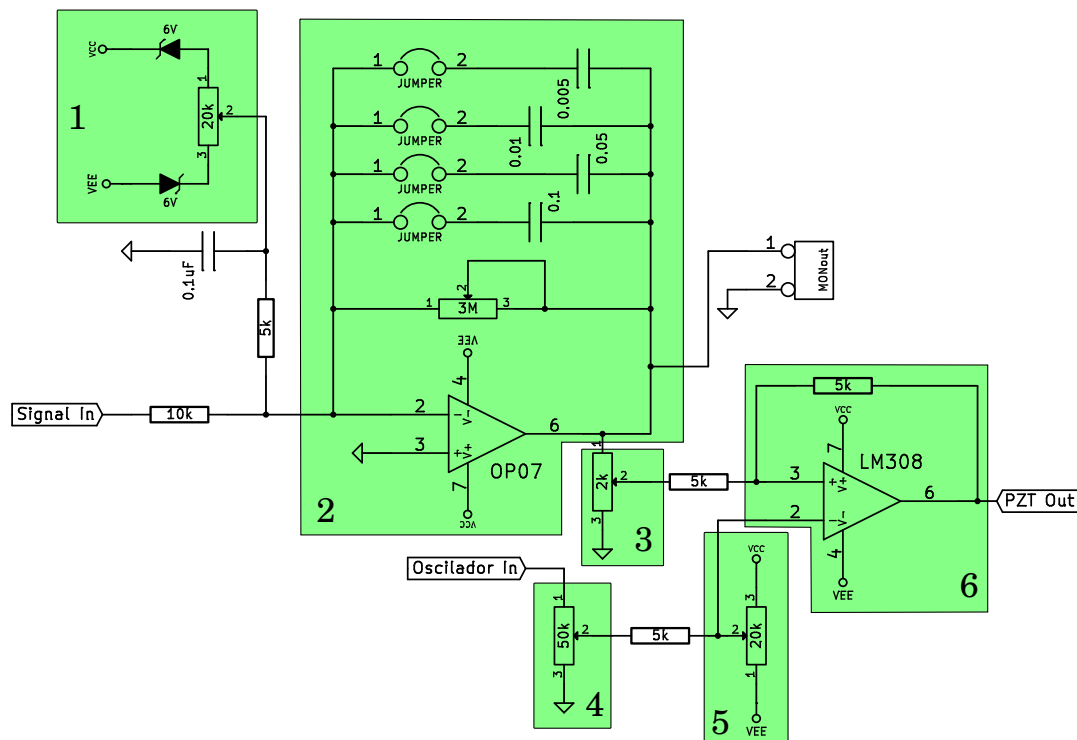 6V
VCC
1
20k
2
3
VEE
6V
1
0.1uF
5k
Signal in
10k
1
2
JUMPER
0.005
1
2
JUMPER
0.01
1
2
JUMPER
0.05
1
2
JUMPER
0.1
2
1
3M
3
VEE
4
2
-
V-
3
+
V+
6
OP07
7
VCC
2
1
2
MONout
1
2k
2
3
3
5k
5k
VCC
7
LM308
3
+
V+
2
-
V-
6
4
VEE
6
PZT Out
Oscilador in
1
50k
2
3
4
5k
VCC
3
2
20k
1
VEE
5